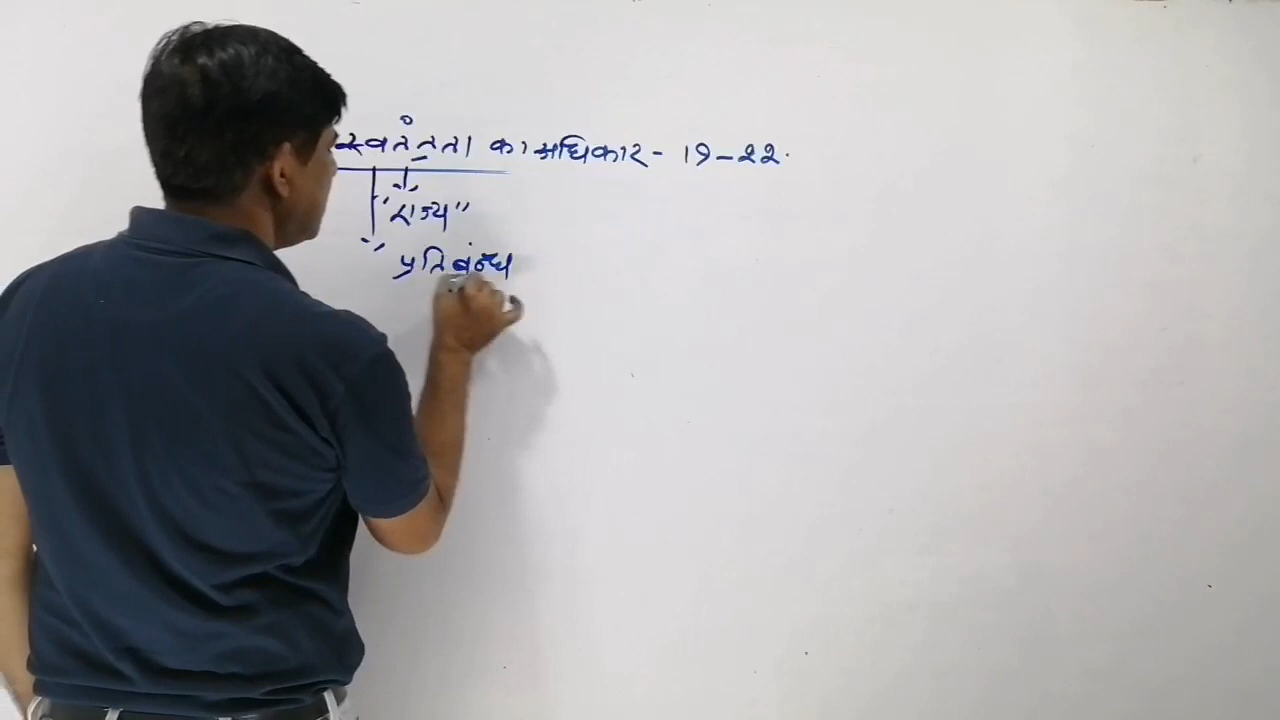 स्वतंत्रता का अधिकार - 19-22.
"राज्य"
प्रतिबंन्ध